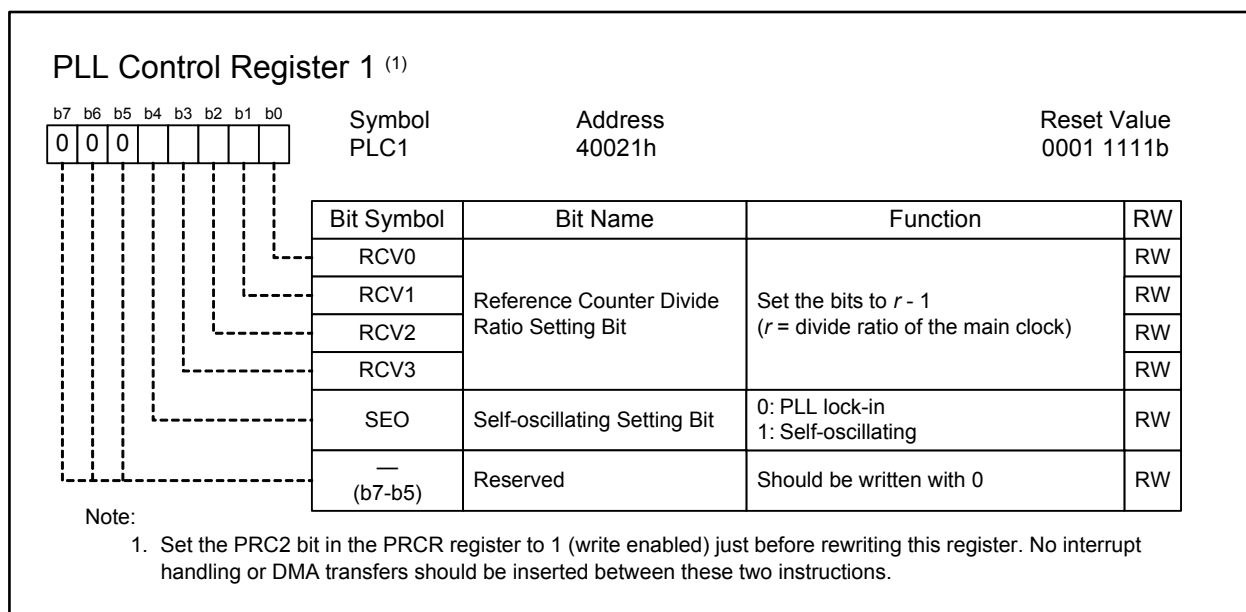 PLL Control Register 1 (1)
b7 b6 b5 b4 b3 b2 b1 b0
0 0 0
Symbol Address Reset Value
PLC1 40021h 0001 1111b
Bit Symbol Bit Name Function RW
RCV0 RW
RCV1 RW
RCV2 RW
RCV3 RW
Reference Counter Divide
Ratio Setting Bit
Set the bits to r - 1
(r = divide ratio of the main clock)
SEO Self-oscillating Setting Bit 0: PLL lock-in RW
1: Self-oscillating
—
(b7-b5) Reserved Should be written with 0 RW
Note:
1. Set the PRC2 bit in the PRCR register to 1 (write enabled) just before rewriting this register. No interrupt
handling or DMA transfers should be inserted between these two instructions.